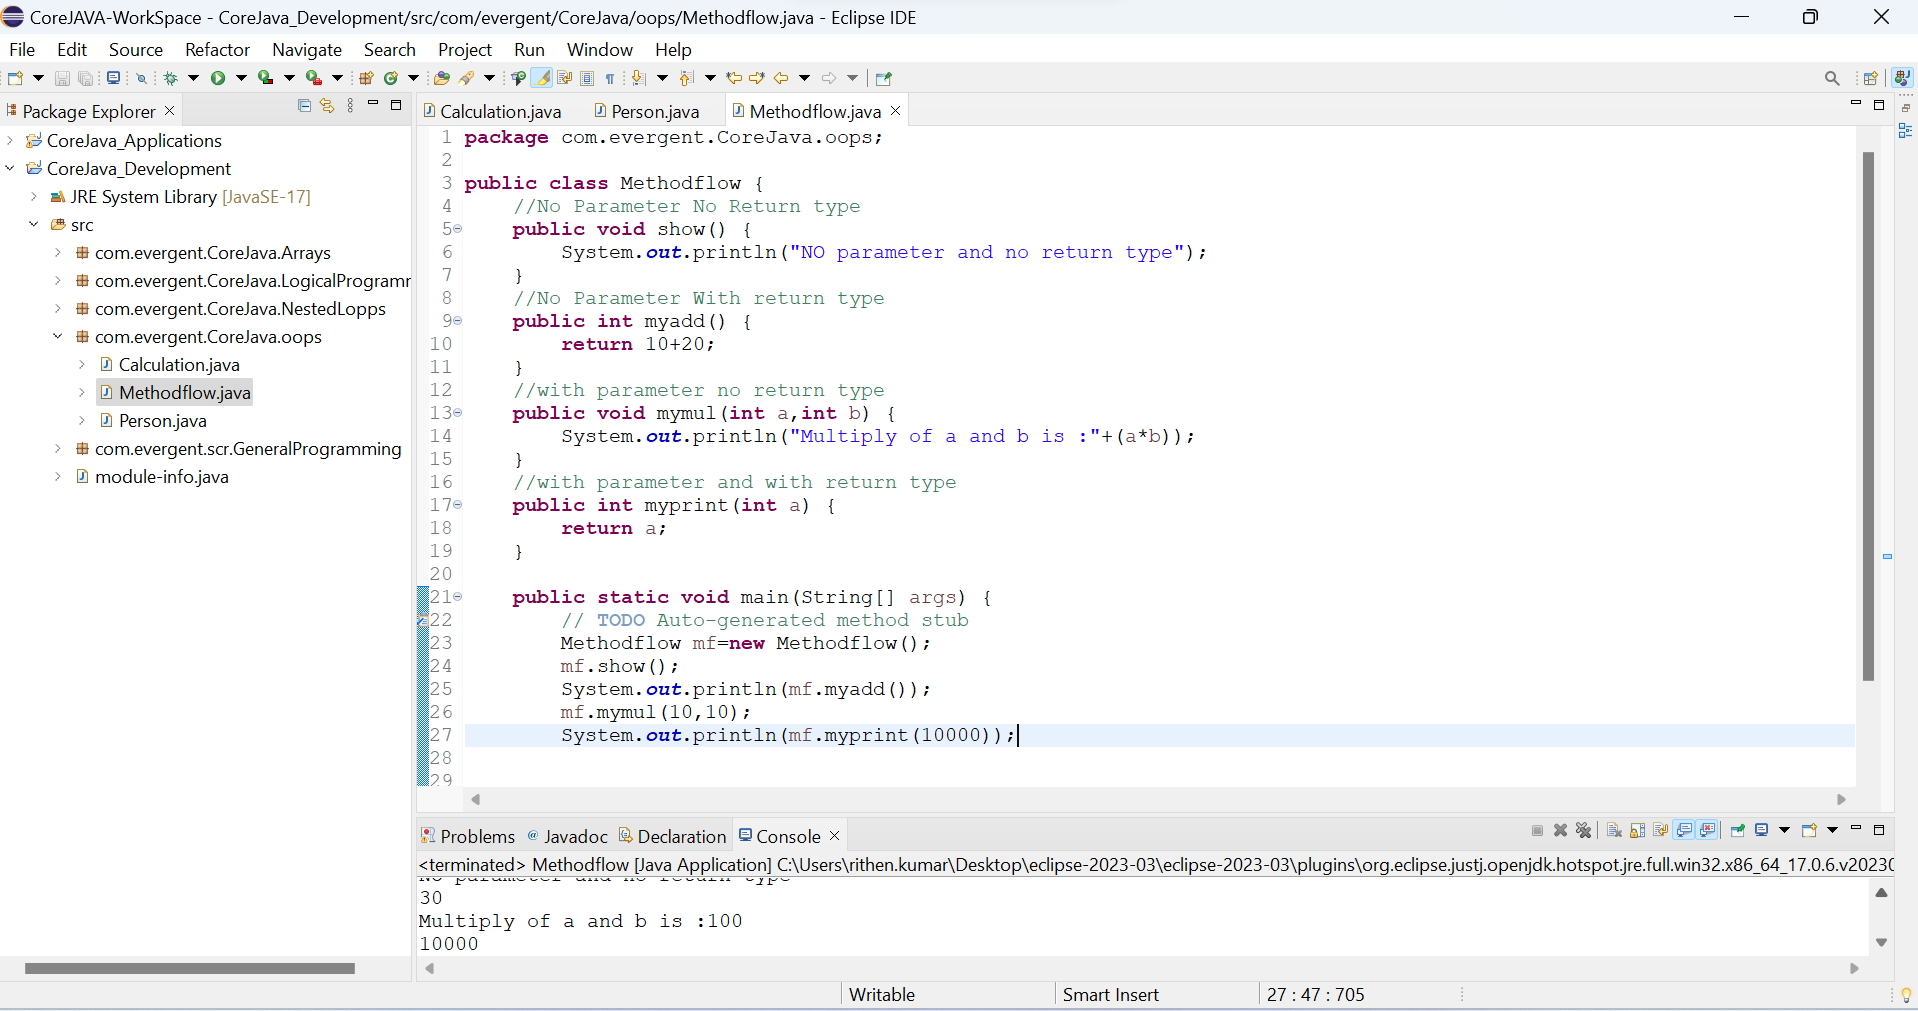 CoreJAVA-WorkSpace - CoreJava_Development/src/com/evergent/CoreJava/oops/Methodflow.java - Eclipse IDE
File Edit Source Refactor Navigate Search Project Run Window Help
Package Explorer
CoreJava_Applications
CoreJava_Development
JRE System Library [JavaSE-17]
src
com.evergent.CoreJava.Arrays
com.evergent.CoreJava.LogicalProgramm
com.evergent.CoreJava.NestedLopps
com.evergent.CoreJava.oops
Calculation.java
Methodflow.java
Person.java
com.evergent.scr.GeneralProgramming
module-info.java
Calculation.java Person.java Methodflow.java
1 package com.evergent.CoreJava.oops;
2
3 public class Methodflow {
4 //No Parameter No Return type
5 public void show() {
6 System.out.println("NO parameter and no return type");
7 }
8 //No Parameter With return type
9 public int myadd() {
10 return 10+20;
11 }
12 //with parameter no return type
13 public void mymul(int a,int b) {
14 System.out.println("Multiply of a and b is :"+(a*b));
15 }
16 //with parameter and with return type
17 public int myprint(int a) {
18 return a;
19 }
20
21 public static void main(String[] args) {
22 // TODO Auto-generated method stub
23 Methodflow mf=new Methodflow();
24 mf.show();
25 System.out.println(mf.myadd());
26 mf.mymul(10,10);
27 System.out.println(mf.myprint(10000));
28
29
Problems @ Javadoc Declaration Console
<terminated> Methodflow [Java Application] C:\Users\rithen.kumar\Desktop\eclipse-2023-03\eclipse-2023-03\plugins\org.eclipse.justj.openjdk.hotspot.jre.full.win32.x86_64_17.0.6.v20230
NO parameter and no return type
30
Multiply of a and b is :100
10000
Writable Smart Insert 27 : 47 : 705